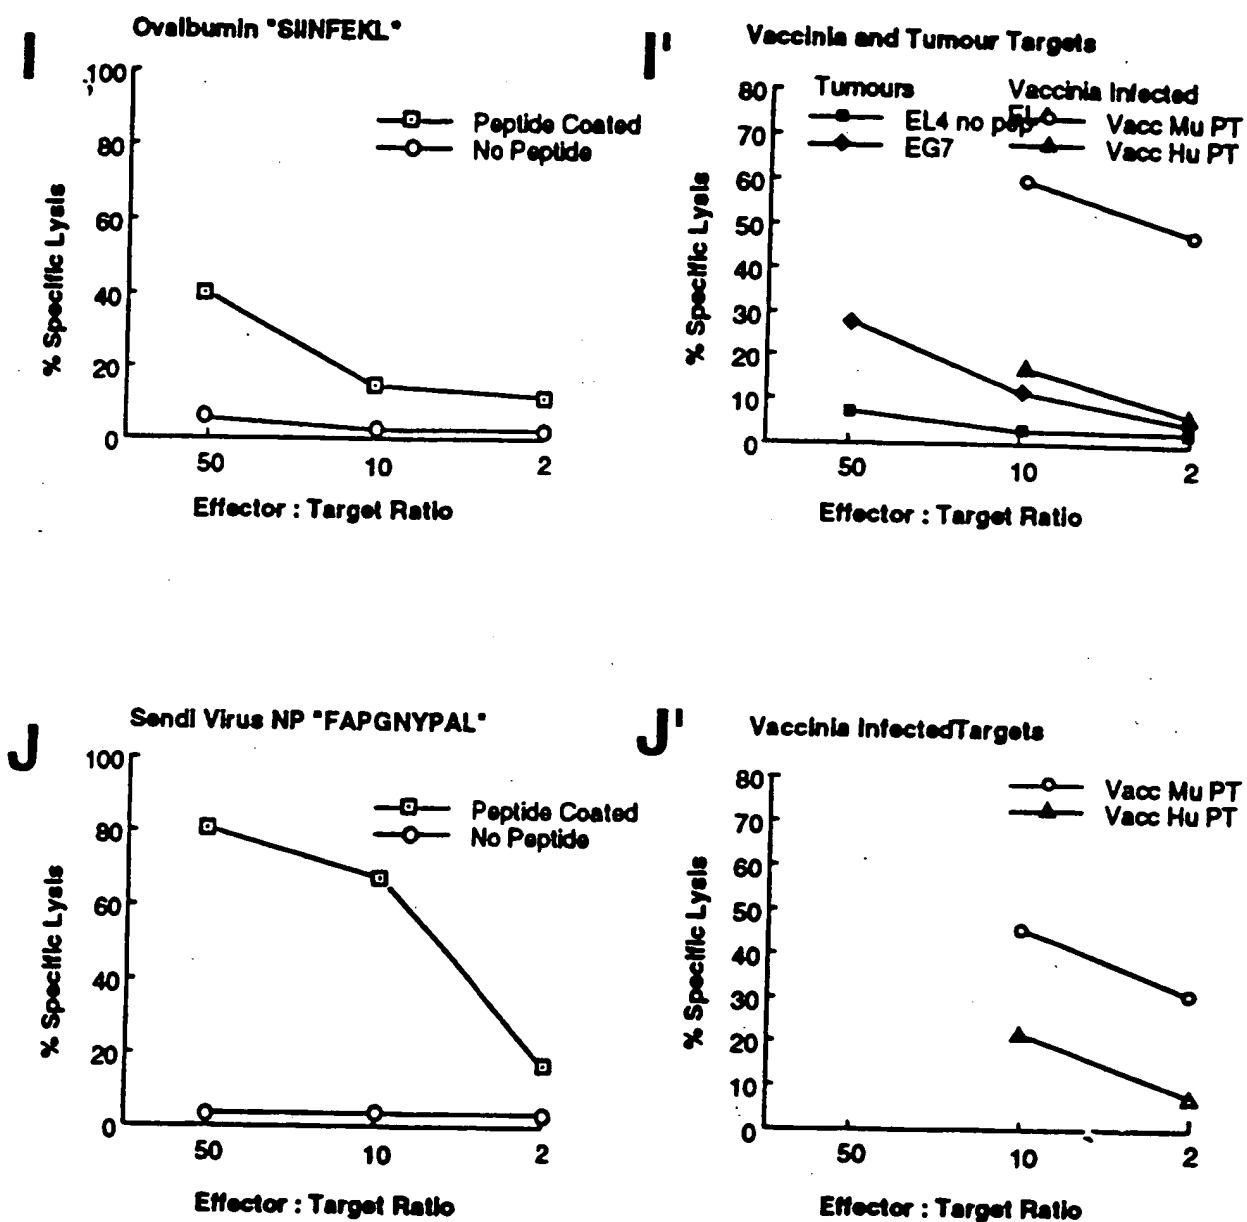 I
Ovalbumin "SIINFEKL"
% Specific Lysis
100
80
60
40
20
0
50 10 2
Effector : Target Ratio
Peptide Coated
No Peptide
I'
Vaccinia and Tumour Targets
% Specific Lysis
80
70
60
50
40
30
20
10
0
50 10 2
Effector : Target Ratio
Tumours
EL4 no pep
EG7
Vaccinia Infected
Vacc Mu PT
Vacc Hu PT
J
Sendi Virus NP "FAPGNYPAL"
% Specific Lysis
100
80
60
40
20
0
50 10 2
Effector : Target Ratio
Peptide Coated
No Peptide
J'
Vaccinia InfectedTargets
% Specific Lysis
80
70
60
50
40
30
20
10
0
50 10 2
Effector : Target Ratio
Vacc Mu PT
Vacc Hu PT